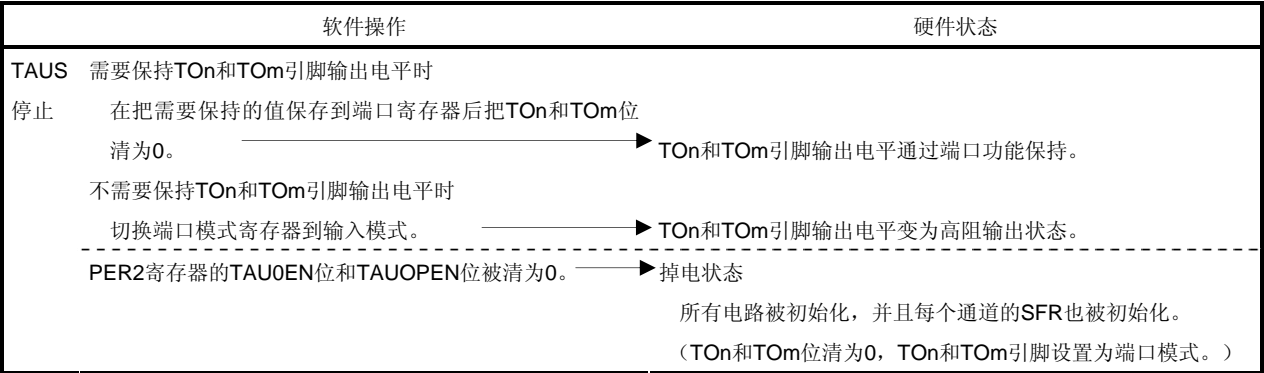 软件操作 硬件状态
TAUS 需要保持TOn和TOm引脚输出电平时
停止 在把需要保持的值保存到端口寄存器后把TOn和TOm位
清为0。 TOn和TOm引脚输出电平通过端口功能保持。
不需要保持TOn和TOm引脚输出电平时
切换端口模式寄存器到输入模式。 TOn和TOm引脚输出电平变为高阻输出状态。
PER2寄存器的TAU0EN位和TAUOPEN位被清为0。 掉电状态
所有电路被初始化，并且每个通道的SFR也被初始化。
（TOn和TOm位清为0，TOn和TOm引脚设置为端口模式。）